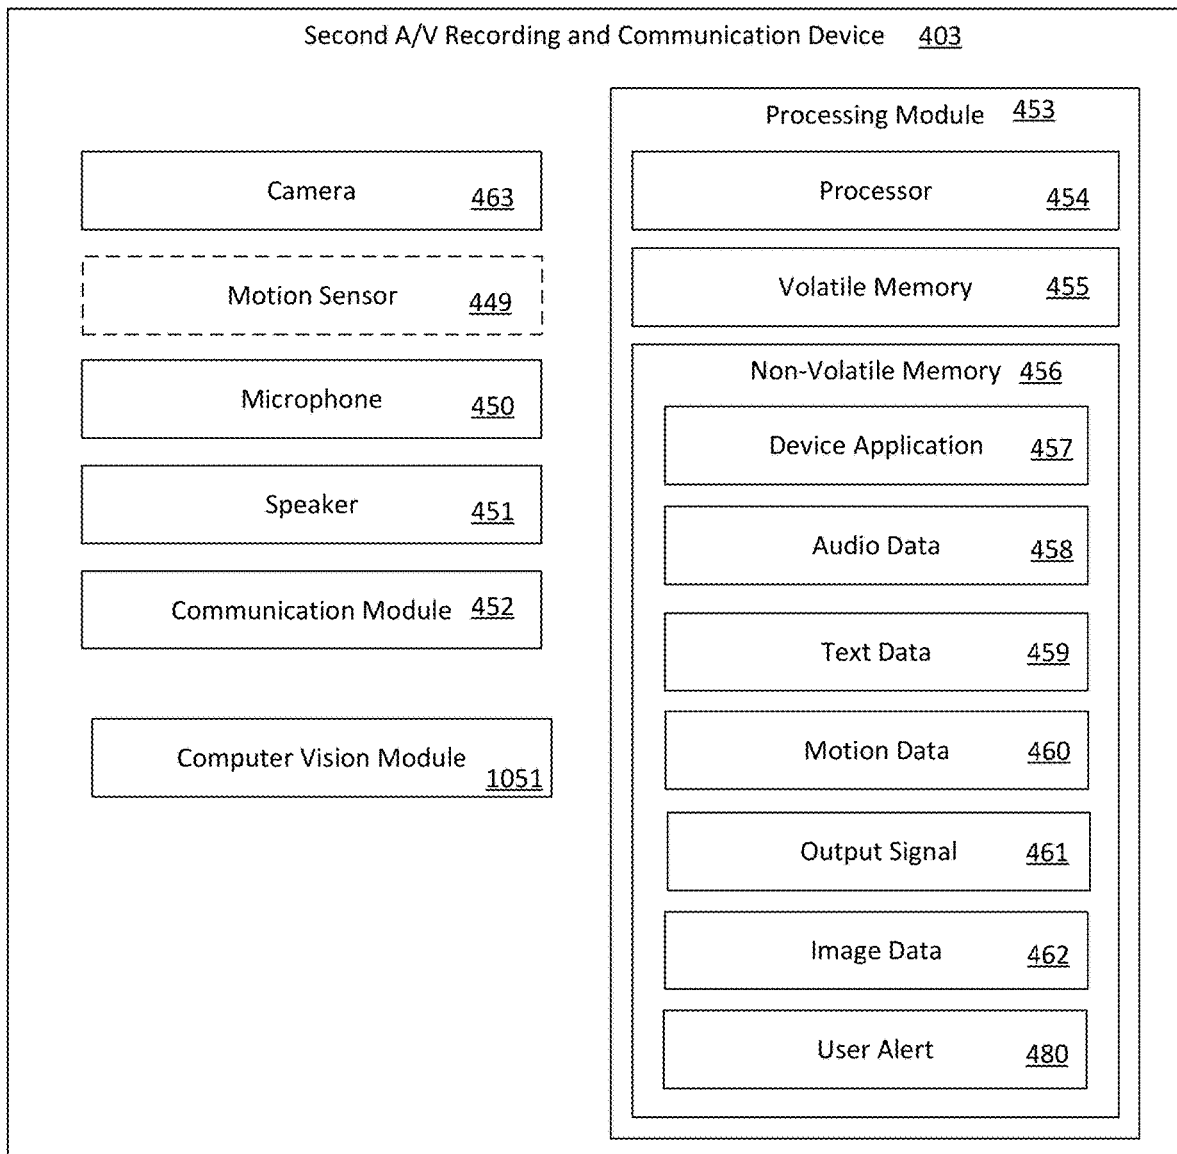 Second A/V Recording and Communication Device 403
Camera 463
Motion Sensor 449
Microphone 450
Speaker 451
Communication Module 452
Computer Vision Module 1051
Processing Module 453
Processor 454
Volatile Memory 455
Non-Volatile Memory 456
Device Application 457
Audio Data 458
Text Data 459
Motion Data 460
Output Signal 461
Image Data 462
User Alert 480